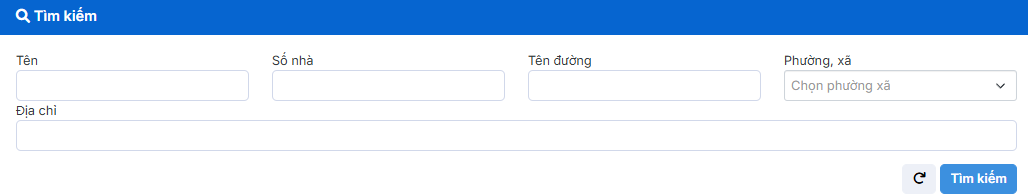 Tìm kiếm
Tên Số nhà Tên đường Phường, xã
Chọn phường xã
Địa chỉ
Tìm kiếm